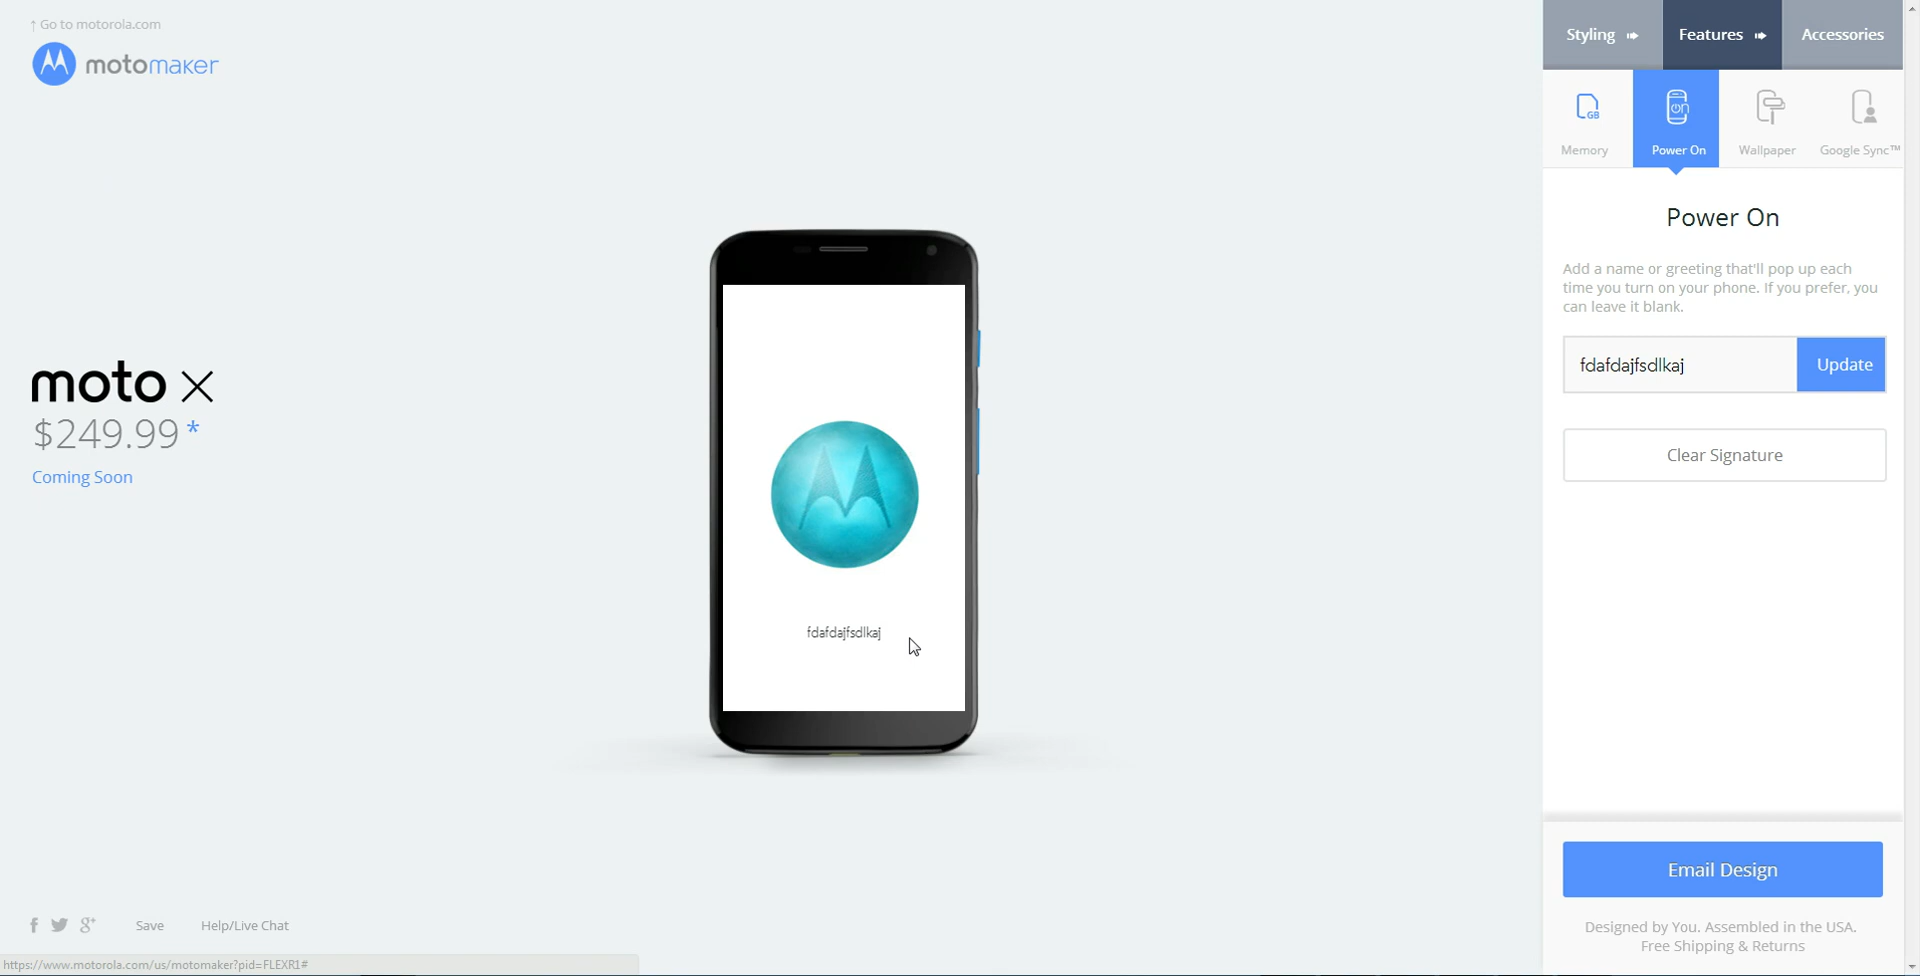 ↑ Go to motorola.com
motomaker
moto x
$249.99 *
Coming Soon
fdafdajfsdlkaj
Save
Help/Live Chat
https://www.motorola.com/us/motomaker?pid=FLEXR1#
Styling
Features
Accessories
GB
Memory
on
Power On
Wallpaper
Google Sync™
Power On
Add a name or greeting that'll pop up each
time you turn on your phone. If you prefer, you
can leave it blank.
fdafdajfsdlkaj
Update
Clear Signature
Email Design
Designed by You. Assembled in the USA.
Free Shipping & Returns